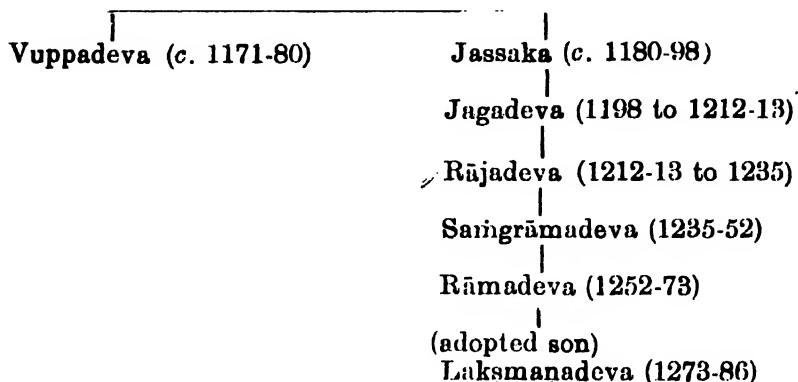 Vuppadeva (c. 1171-80)
Jassaka (c. 1180-98)
Jagadeva (1198 to 1212-13)
Rājadeva (1212-13 to 1235)
Saṁgrāmadeva (1235-52)
Rāmadeva (1252-73)
(adopted son)
Laksmanadeva (1273-86)